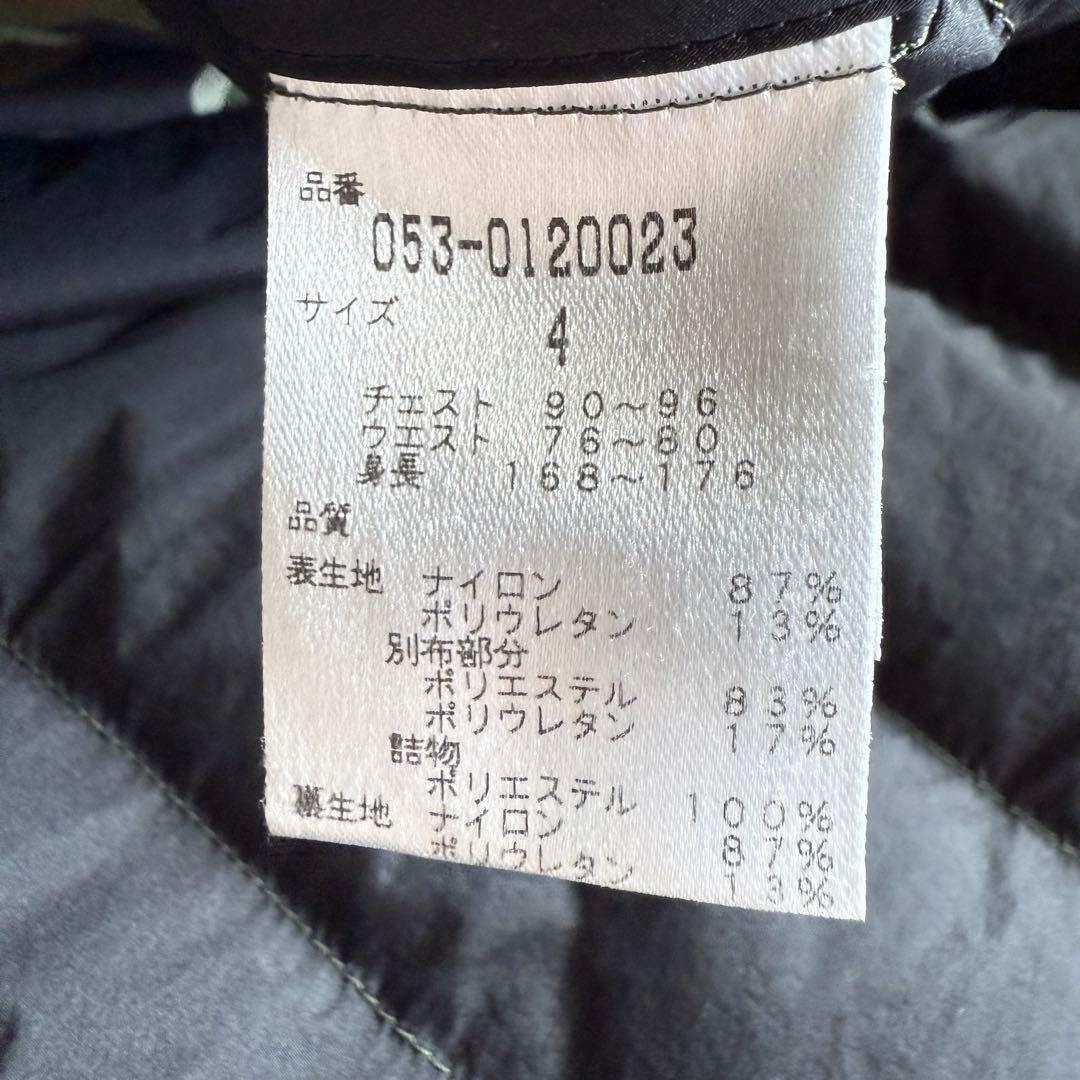 品番
053-0120023
サイズ 4
チェスト 90~96
ウエスト 76~80
身長 168~176
品質
表生地 ナイロン 87%
ポリウレタン 13%
別布部分
ポリエステル 83%
ポリウレタン 17%
詰物
ポリエステル 100%
裏生地 ナイロン 87%
ポリウレタン 13%